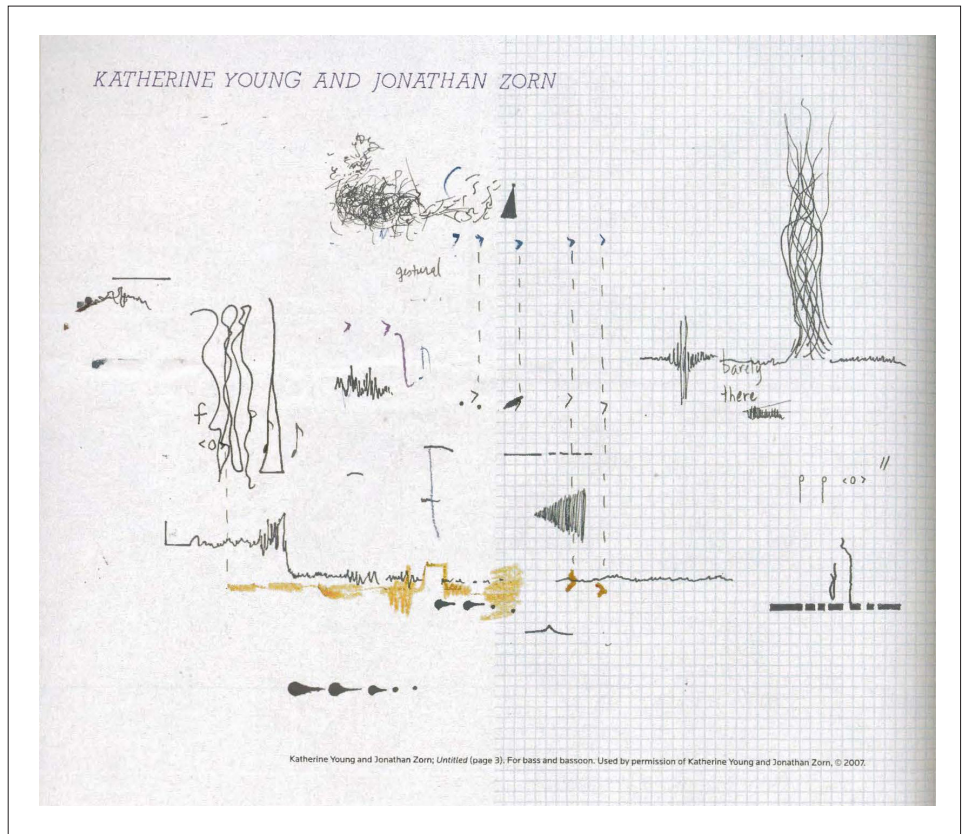 KATHERINE YOUNG AND JONATHAN ZORN
gestural
barely
there
f
<o>
p p <o> //
Katherine Young and Jonathan Zorn; Untitled (page 3). For bass and bassoon. Used by permission of Katherine Young and Jonathan Zorn, © 2007.